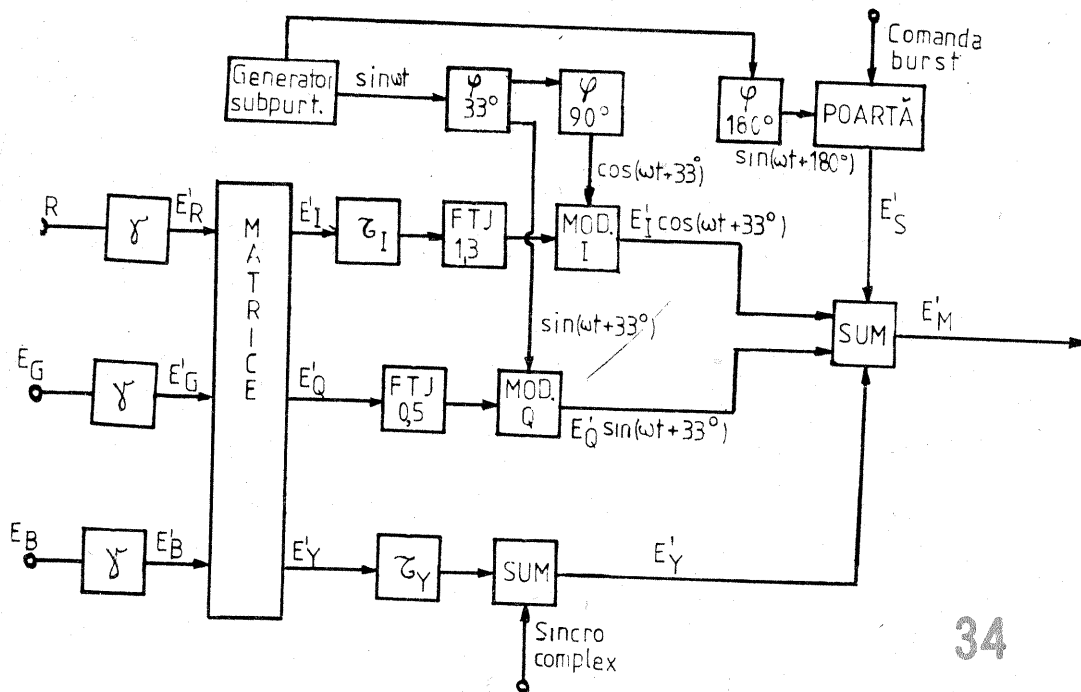 Generator
subpurt.
sinωt
φ
33°
φ
90°
φ
180°
Comanda
burst
POARTĂ
sin(ωt+180°)
cos(ωt+33°)
E'S
R
γ
E'R
MATRICE
E'I
τI
FTJ
1,3
MOD.
I
E'I cos(ωt+33°)
sin(ωt+33°)
SUM
E'M
EG
γ
E'G
E'Q
FTJ
0,5
MOD.
Q
E'Q sin(ωt+33°)
EB
γ
E'B
E'Y
τY
SUM
E'Y
Sincro
complex
34